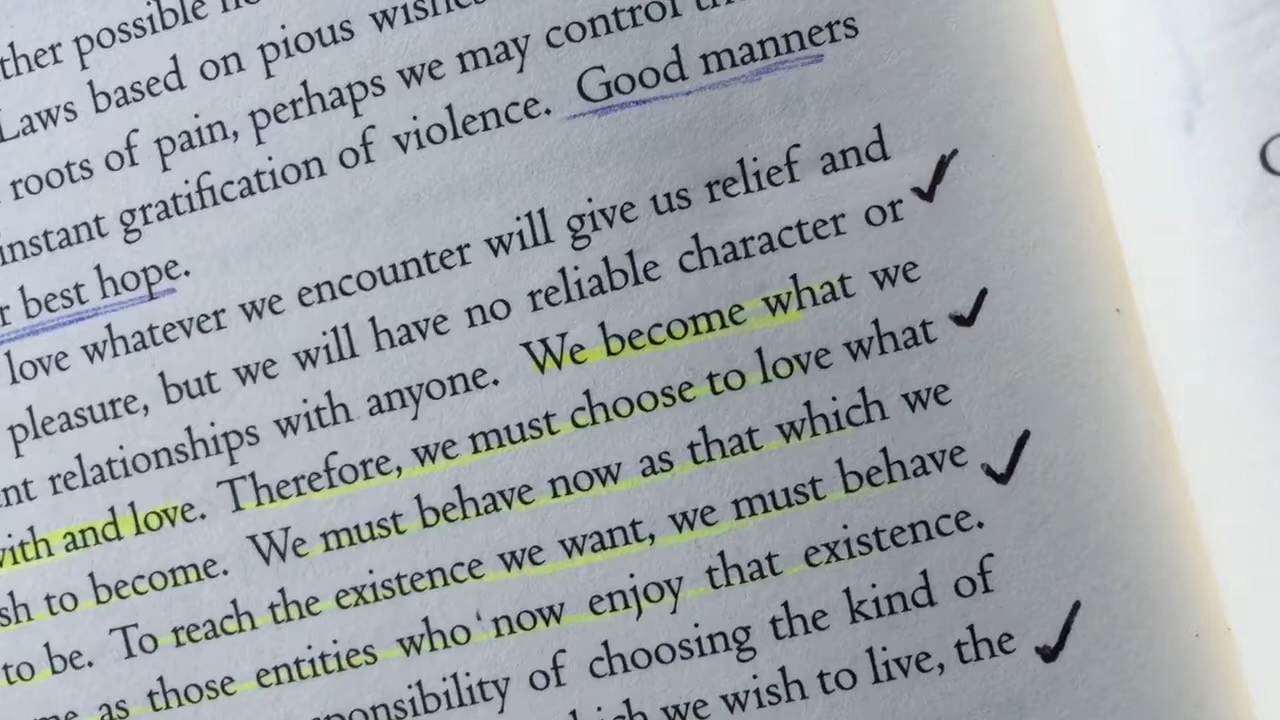 ther possible
Laws based on pious wishes
roots of pain, perhaps we may control
instant gratification of violence. Good manners
r best hope.
love whatever we encounter will give us relief and
pleasure, but we will have no reliable character or
nt relationships with anyone. We become what we
with and love. Therefore, we must choose to love what
sh to become. We must behave now as that which we
to be. To reach the existence we want, we must behave
as those entities who now enjoy that existence.
ponsibility of choosing the kind of
hich we wish to live, the